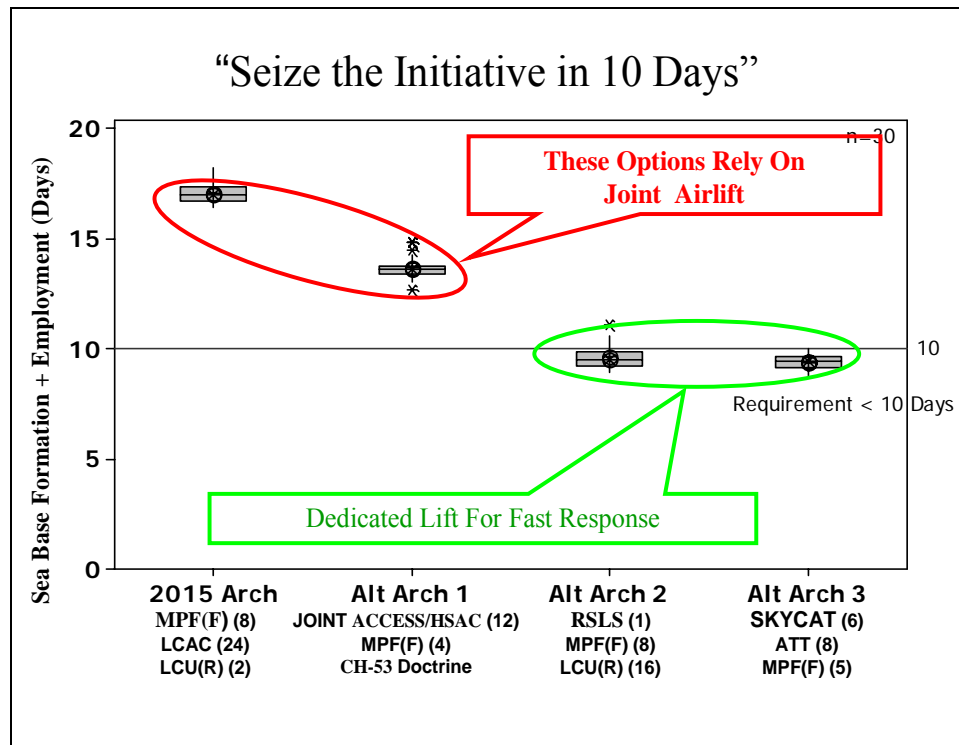 “Seize the Initiative in 10 Days”
Sea Base Formation + Employment (Days)
20
15
10
5
0
n=30
These Options Rely On
Joint Airlift
10
Requirement < 10 Days
Dedicated Lift For Fast Response
2015 Arch
MPF(F) (8)
LCAC (24)
LCU(R) (2)
Alt Arch 1
JOINT ACCESS/HSAC (12)
MPF(F) (4)
CH-53 Doctrine
Alt Arch 2
RSLS (1)
MPF(F) (8)
LCU(R) (16)
Alt Arch 3
SKYCAT (6)
ATT (8)
MPF(F) (5)